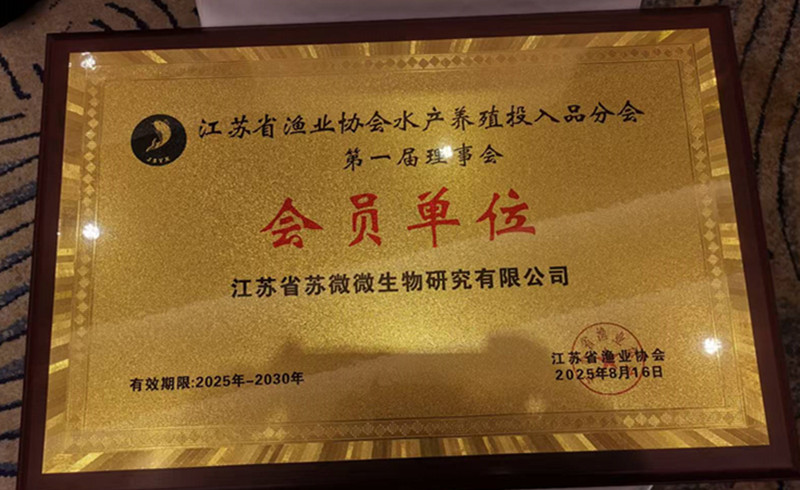 江苏省渔业协会水产养殖投入品分会
JSYX
第一届理事会
会员单位
江苏省苏微微生物研究有限公司
江苏省渔业协会
有效期限:2025年-2030年
2025年8月16日